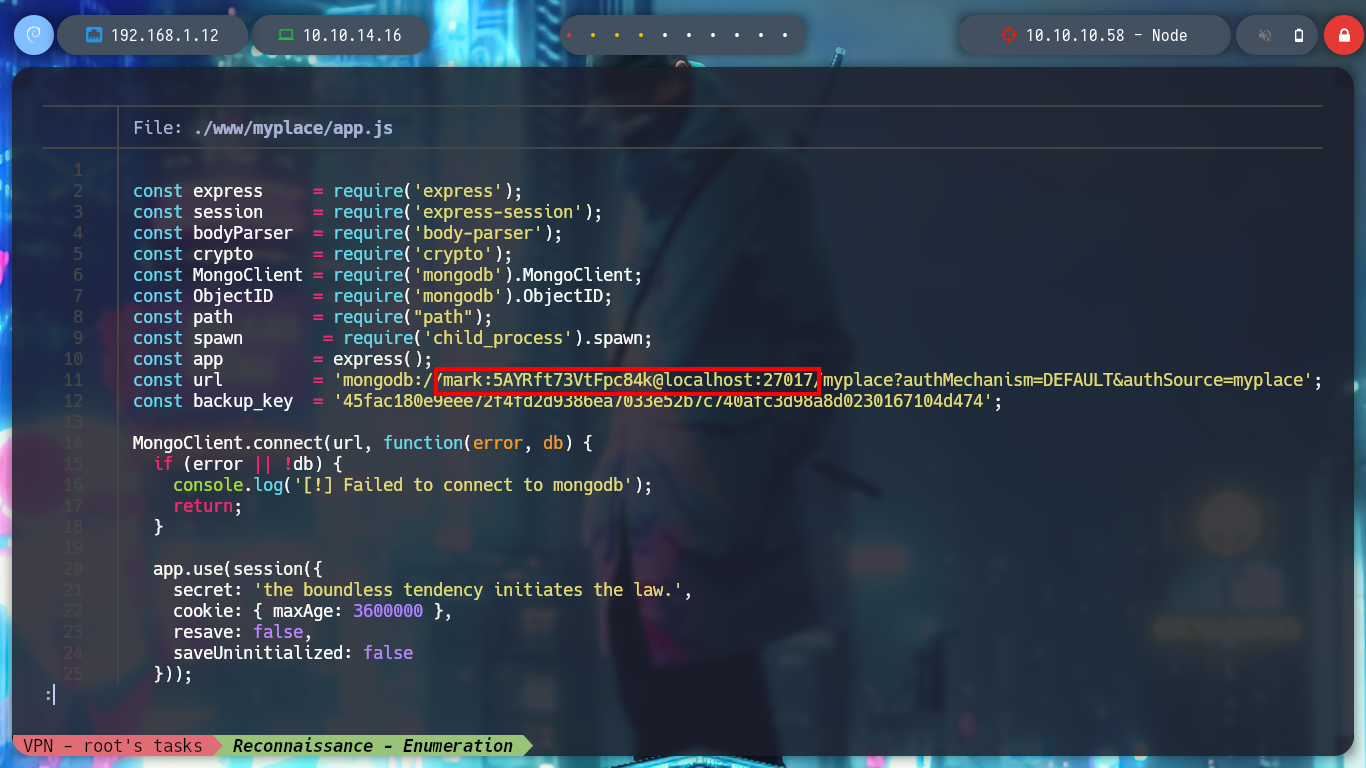 192.168.1.12 10.10.14.16 10.10.10.58 - Node
File: ./www/myplace/app.js
1
2 const express = require('express');
3 const session = require('express-session');
4 const bodyParser = require('body-parser');
5 const crypto = require('crypto');
6 const MongoClient = require('mongodb').MongoClient;
7 const ObjectID = require('mongodb').ObjectID;
8 const path = require("path");
9 const spawn = require('child_process').spawn;
10 const app = express();
11 const url = 'mongodb://mark:5AYRft73VtFpc84k@localhost:27017/myplace?authMechanism=DEFAULT&authSource=myplace';
12 const backup_key = '45fac180e9eee72f4fd2d9386ea7033e52b7c740afc3d98a8d0230167104d474';
13
14 MongoClient.connect(url, function(error, db) {
15 if (error || !db) {
16 console.log('[!] Failed to connect to mongodb');
17 return;
18 }
19
20 app.use(session({
21 secret: 'the boundless tendency initiates the law.',
22 cookie: { maxAge: 3600000 },
23 resave: false,
24 saveUninitialized: false
25 }));
:
VPN - root's tasks Reconnaissance - Enumeration